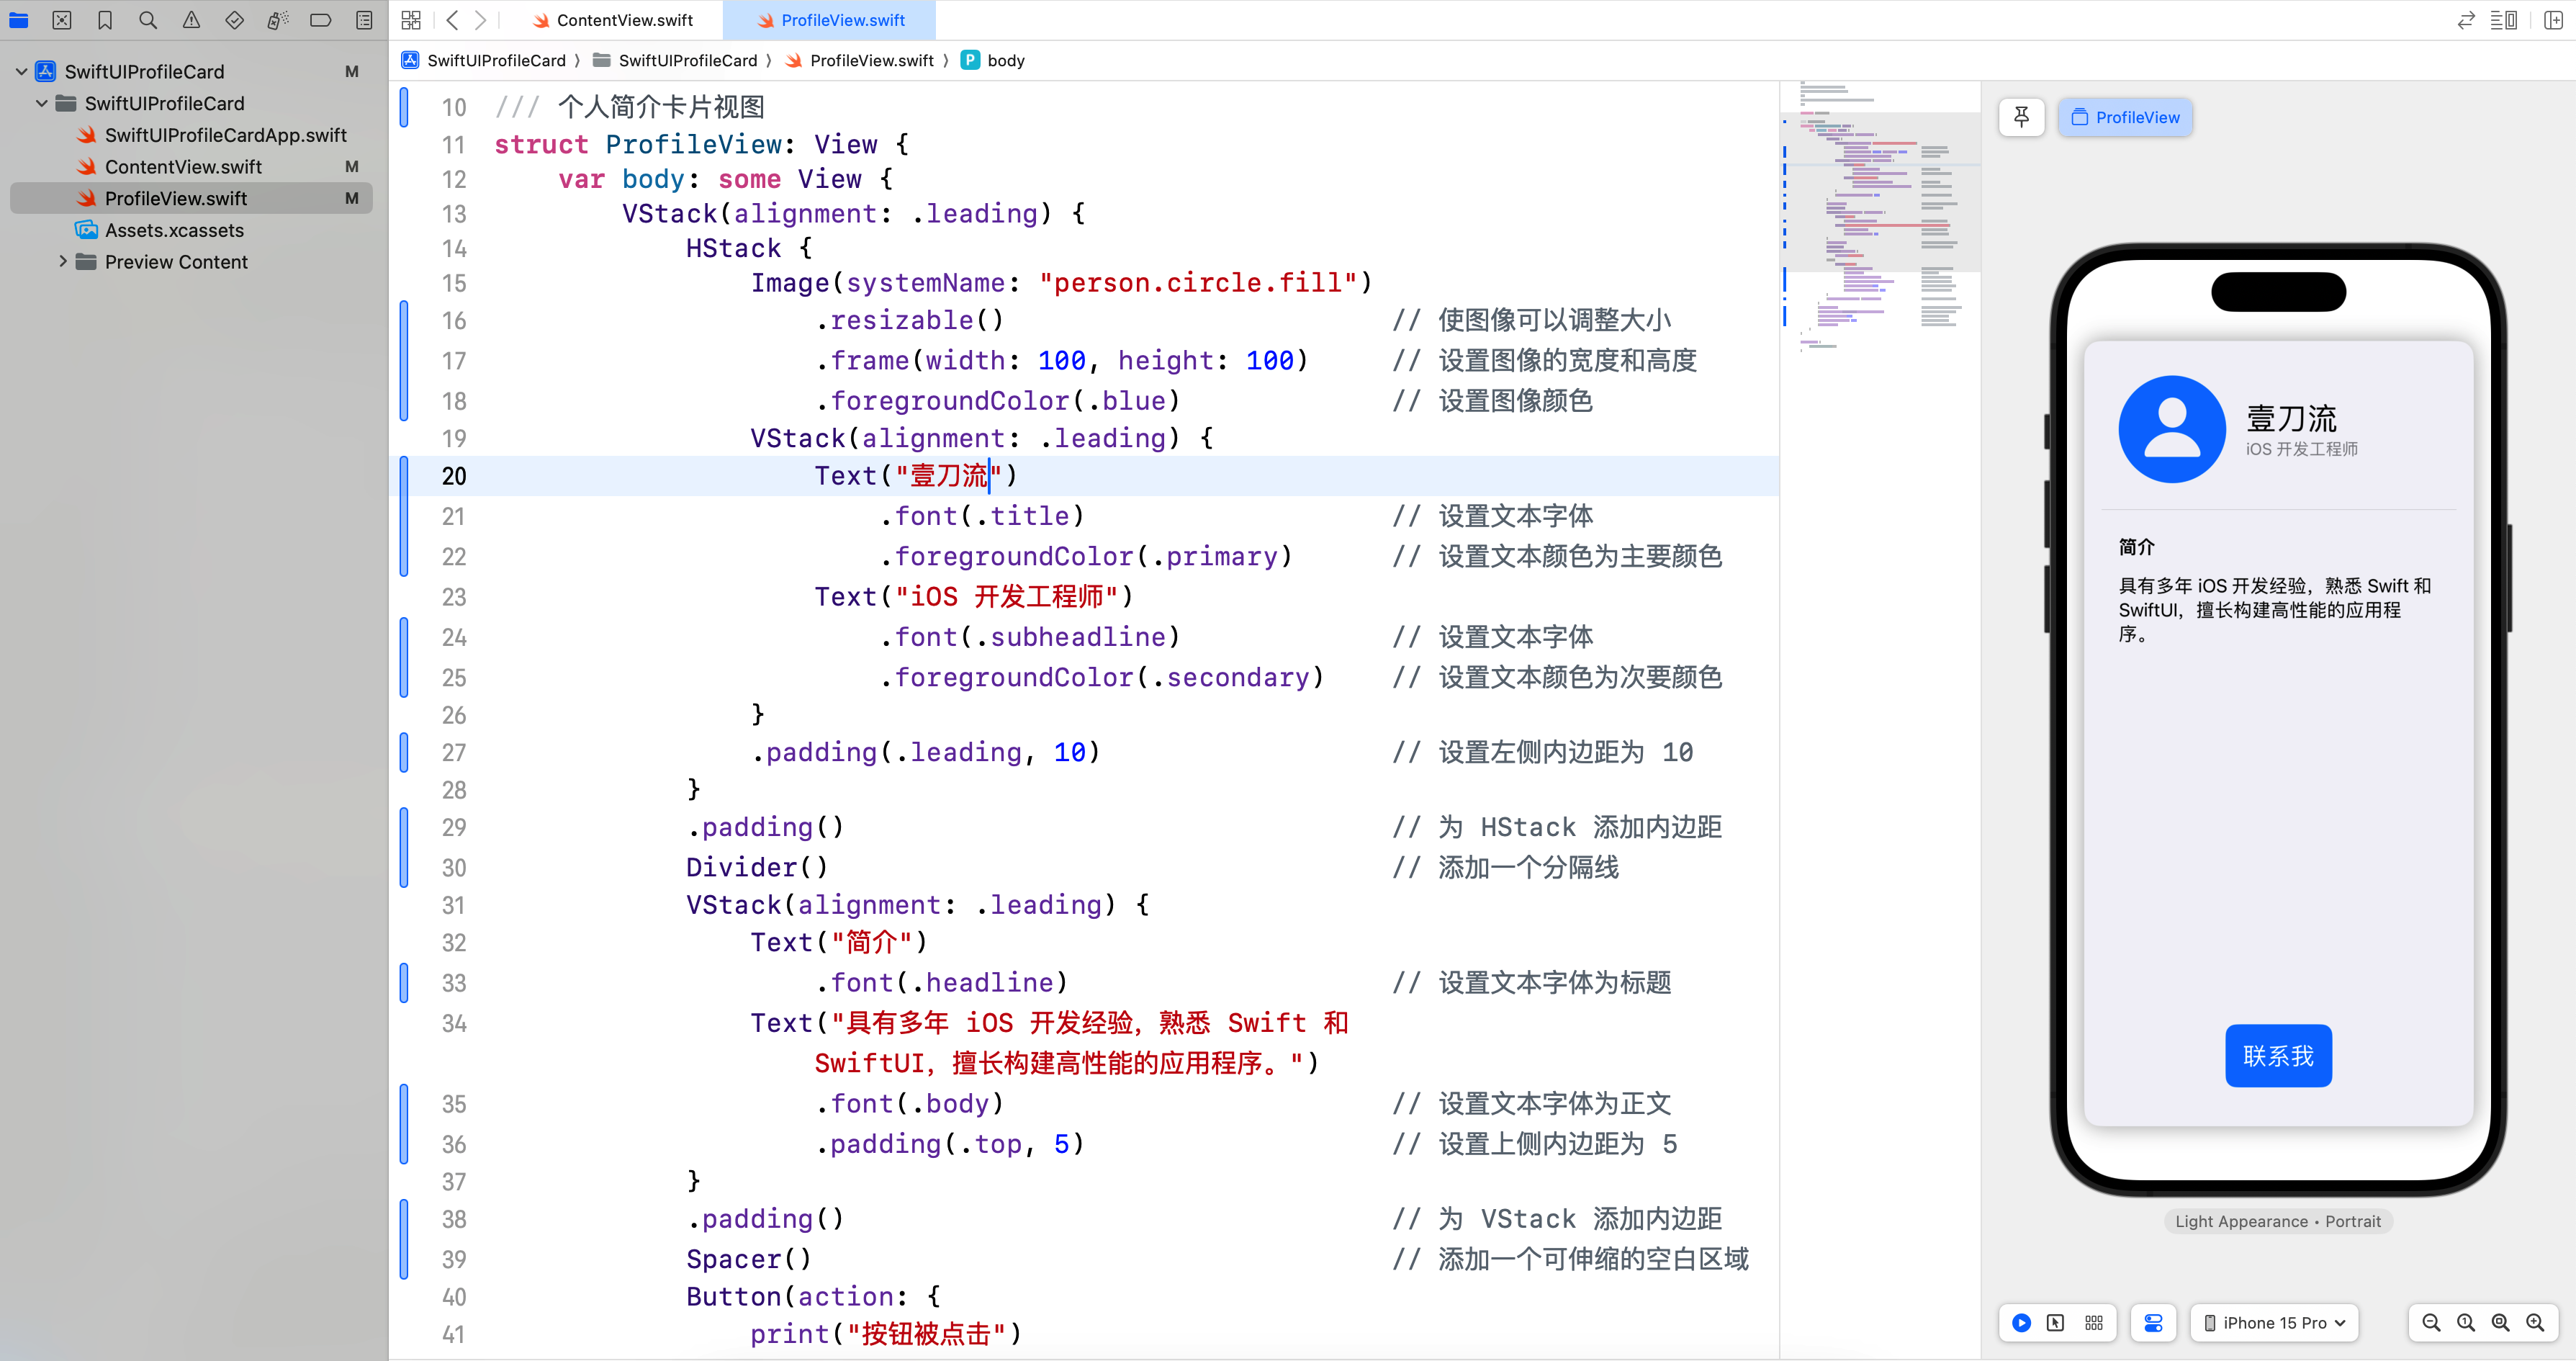 ContentView.swift
ProfileView.swift
SwiftUIProfileCard M
SwiftUIProfileCard
SwiftUIProfileCardApp.swift
ContentView.swift M
ProfileView.swift M
Assets.xcassets
Preview Content
SwiftUIProfileCard 〉 SwiftUIProfileCard 〉 ProfileView.swift 〉 P body
10 /// 个人简介卡片视图
11 struct ProfileView: View {
12 var body: some View {
13 VStack(alignment: .leading) {
14 HStack {
15 Image(systemName: "person.circle.fill")
16 .resizable() // 使图像可以调整大小
17 .frame(width: 100, height: 100) // 设置图像的宽度和高度
18 .foregroundColor(.blue) // 设置图像颜色
19 VStack(alignment: .leading) {
20 Text("壹刀流")
21 .font(.title) // 设置文本字体
22 .foregroundColor(.primary) // 设置文本颜色为主要颜色
23 Text("iOS 开发工程师")
24 .font(.subheadline) // 设置文本字体
25 .foregroundColor(.secondary) // 设置文本颜色为次要颜色
26 }
27 .padding(.leading, 10) // 设置左侧内边距为 10
28 }
29 .padding() // 为 HStack 添加内边距
30 Divider() // 添加一个分隔线
31 VStack(alignment: .leading) {
32 Text("简介")
33 .font(.headline) // 设置文本字体为标题
34 Text("具有多年 iOS 开发经验，熟悉 Swift 和
SwiftUI，擅长构建高性能的应用程序。")
35 .font(.body) // 设置文本字体为正文
36 .padding(.top, 5) // 设置上侧内边距为 5
37 }
38 .padding() // 为 VStack 添加内边距
39 Spacer() // 添加一个可伸缩的空白区域
40 Button(action: {
41 print("按钮被点击")
ProfileView
壹刀流
iOS 开发工程师
简介
具有多年 iOS 开发经验，熟悉 Swift 和
SwiftUI，擅长构建高性能的应用程
序。
联系我
Light Appearance • Portrait
iPhone 15 Pro